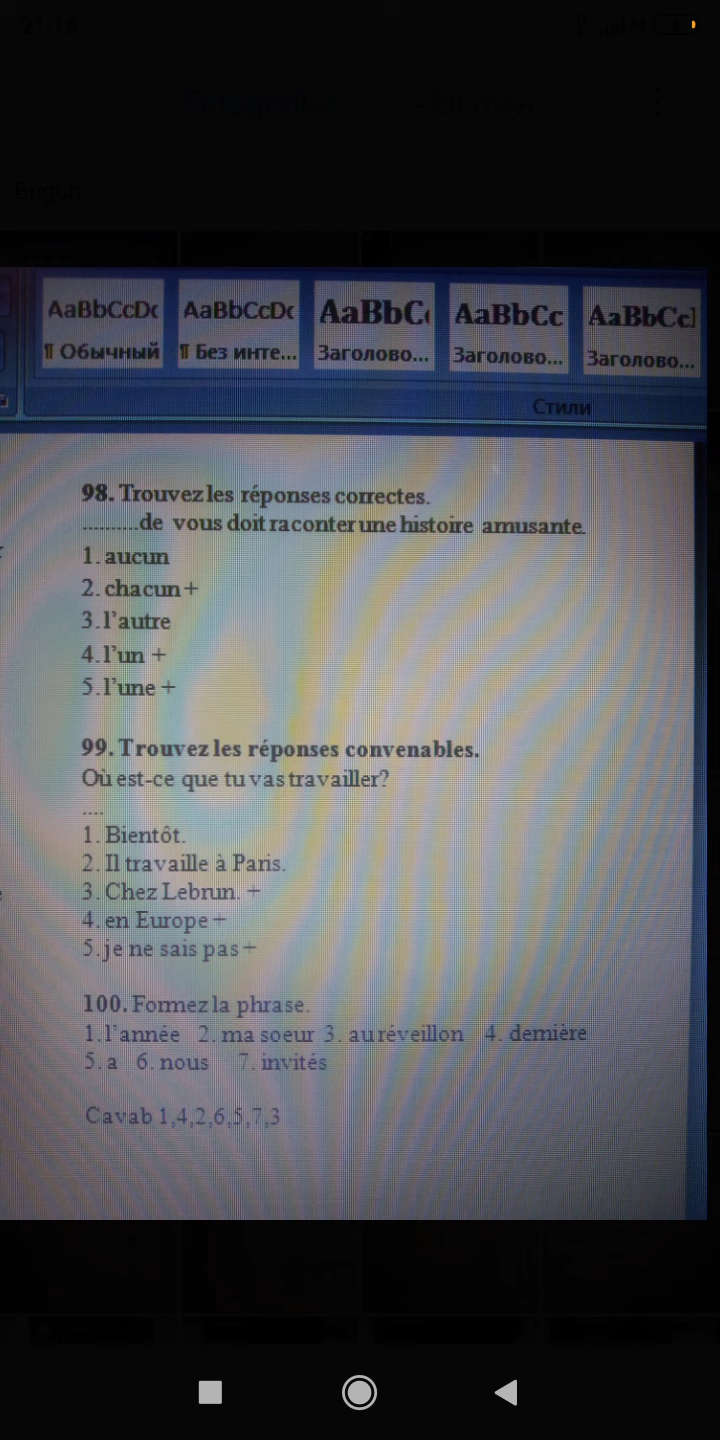 21:15
Bugün
AaBbCcDc AaBbCcDc AaBbC AaBbCc AaBbCc
¶ Обычный ¶ Без инте... Заголово... Заголово... Заголово...
Стили
98. Trouvez les réponses correctes.
..........de vous doit raconter une histoire amusante.
1. aucun
2. chacun+
3.l'autre
4.l'un +
5.l'une +
99. Trouvez les réponses convenables.
Où est-ce que tu vas travailler?
....
1. Bientôt.
2. Il travaille à Paris.
3. Chez Lebrun. +
4. en Europe+
5.je ne sais pas+
100. Formez la phrase.
1.l'année 2. ma soeur 3. au réveillon 4. dernière
5. a 6. nous 7. invités
Cavab 1,4,2,6,5,7,3